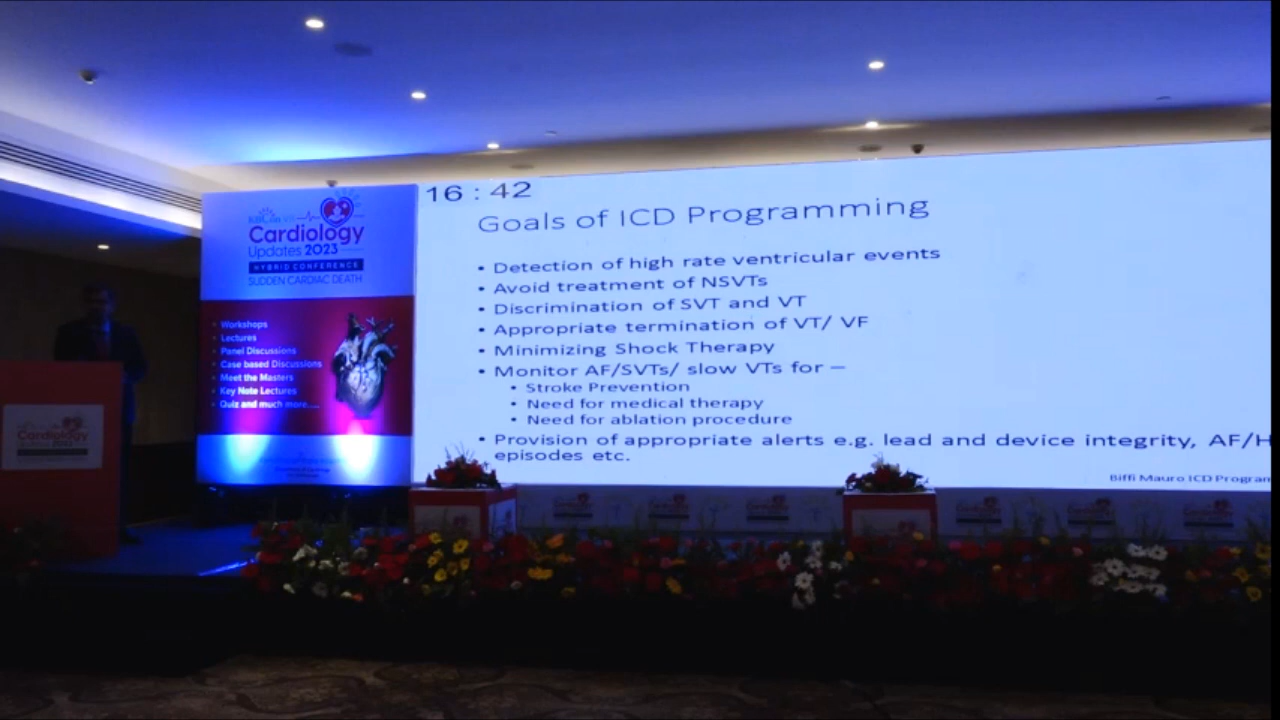 16 : 42
Goals of ICD Programming
• Detection of high rate ventricular events
• Avoid treatment of NSVTs
• Discrimination of SVT and VT
• Appropriate termination of VT/ VF
• Minimizing Shock Therapy
• Monitor AF/SVTs/ slow VTs for –
• Stroke Prevention
• Need for medical therapy
• Need for ablation procedure
• Provision of appropriate alerts e.g. lead and device integrity, AF/H
episodes etc.
Biffi Mauro ICD Program
Cardiology
Updates 2023
HYBRID CONFERENCE
SUDDEN CARDIAC DEATH
• Workshops
• Lectures
• Panel Discussions
• Case based Discussions
• Meet the Masters
• Key Note Lectures
• Quiz and much more....
Cardiology